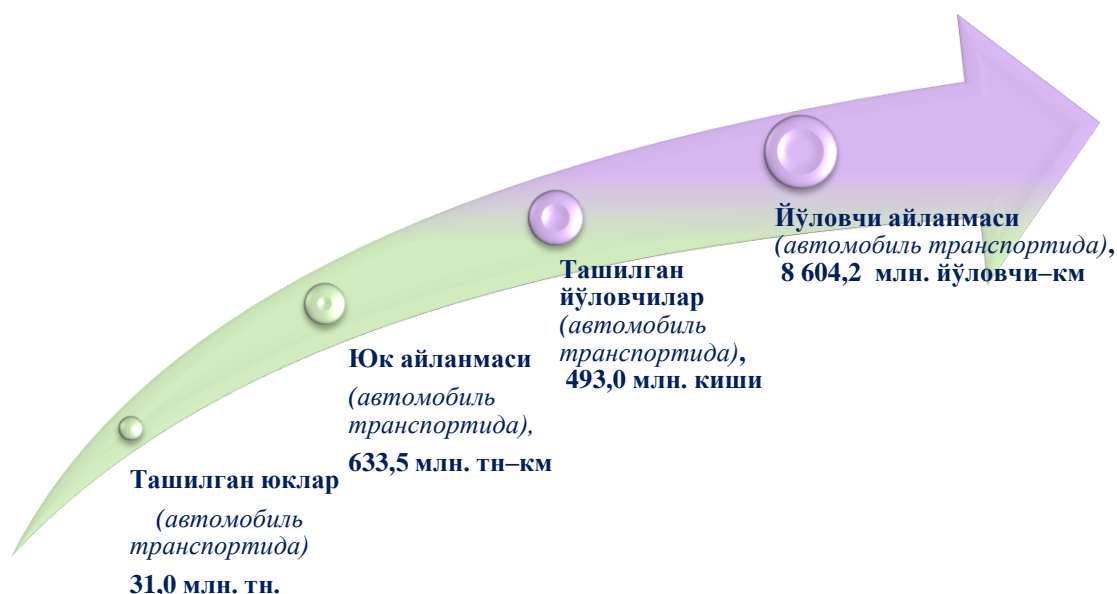 Ташилган юклар
(автомобиль
транспортида)
31,0 млн. тн.
Юк айланмаси
(автомобиль
транспортида),
633,5 млн. тн–км
Ташилган
йўловчилар
(автомобиль
транспортида),
493,0 млн. киши
Йўловчи айланмаси
(автомобиль транспортида),
8 604,2 млн. йўловчи–км